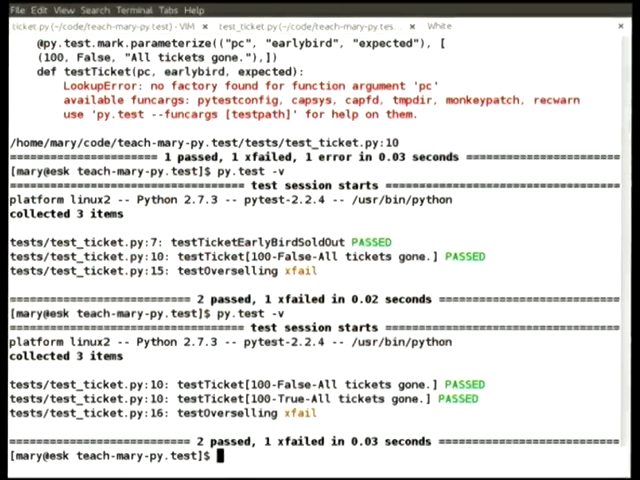 File Edit View Search Terminal Tabs Help
ticket.py (~/code/teach-mary-py.test) - VIM × test_ticket.py (~/code/teach-mary-py.tes... × White ×
@py.test.mark.parameterize(("pc", "earlybird", "expected"), [
(100, False, "All tickets gone."),])
def testTicket(pc, earlybird, expected):
LookupError: no factory found for function argument 'pc'
available funcargs: pytestconfig, capsys, capfd, tmpdir, monkeypatch, recwarn
use 'py.test --funcargs [testpath]' for help on them.
/home/mary/code/teach-mary-py.test/tests/test_ticket.py:10
====================== 1 passed, 1 xfailed, 1 error in 0.03 seconds ======================
[mary@esk teach-mary-py.test]$ py.test -v
=================================== test session starts ===================================
platform linux2 -- Python 2.7.3 -- pytest-2.2.4 -- /usr/bin/python
collected 3 items
tests/test_ticket.py:7: testTicketEarlyBirdSoldOut PASSED
tests/test_ticket.py:10: testTicket[100-False-All tickets gone.] PASSED
tests/test_ticket.py:15: testOverselling xfail
========================== 2 passed, 1 xfailed in 0.02 seconds ===========================
[mary@esk teach-mary-py.test]$ py.test -v
=================================== test session starts ===================================
platform linux2 -- Python 2.7.3 -- pytest-2.2.4 -- /usr/bin/python
collected 3 items
tests/test_ticket.py:10: testTicket[100-False-All tickets gone.] PASSED
tests/test_ticket.py:10: testTicket[100-True-All tickets gone.] PASSED
tests/test_ticket.py:16: testOverselling xfail
========================== 2 passed, 1 xfailed in 0.03 seconds ===========================
[mary@esk teach-mary-py.test]$